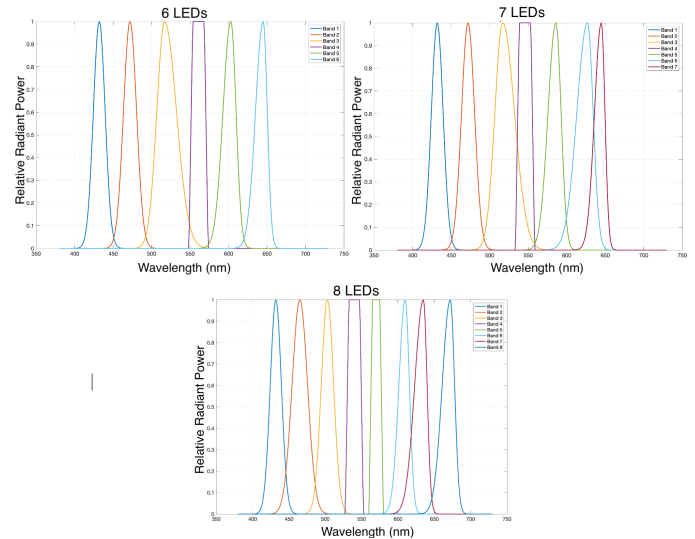 6 LEDs
1
0.9
0.8
0.7
0.6
0.5
0.4
0.3
0.2
0.1
0
Relative Radiant Power
Band 1
Band 2
Band 3
Band 4
Band 5
Band 6
350 400 450 500 550 600 650 700 750
Wavelength (nm)
7 LEDs
1
0.9
0.8
0.7
0.6
0.5
0.4
0.3
0.2
0.1
0
Relative Radiant Power
Band 1
Band 2
Band 3
Band 4
Band 5
Band 6
Band 7
350 400 450 500 550 600 650 700 750
Wavelength (nm)
8 LEDs
1
0.9
0.8
0.7
0.6
0.5
0.4
0.3
0.2
0.1
0
Relative Radiant Power
Band 1
Band 2
Band 3
Band 4
Band 5
Band 6
Band 7
Band 8
350 400 450 500 550 600 650 700 750
Wavelength (nm)